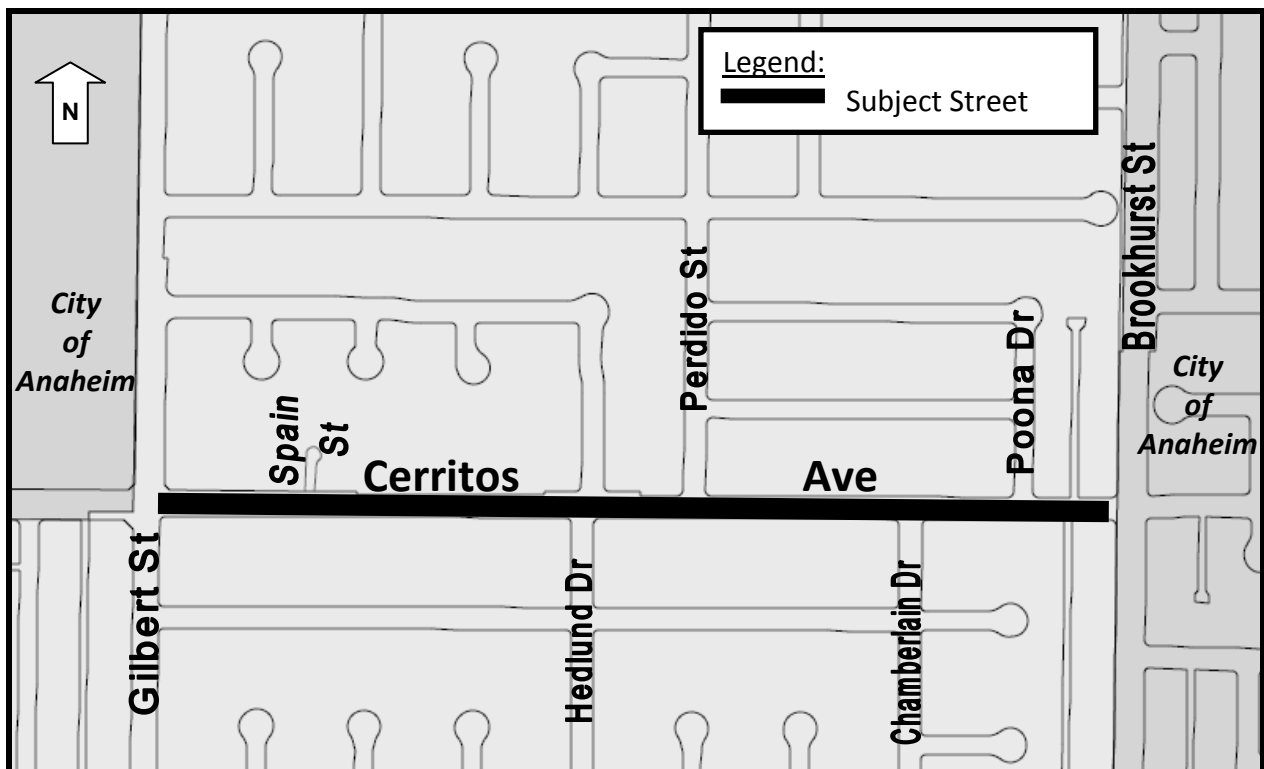 Legend:
Subject Street
N
Brookhurst St
City
of
Anaheim
Perdido St
Poona Dr
City
of
Anaheim
Spain
St
Cerritos Ave
Gilbert St
Hedlund Dr
Chamberlain Dr